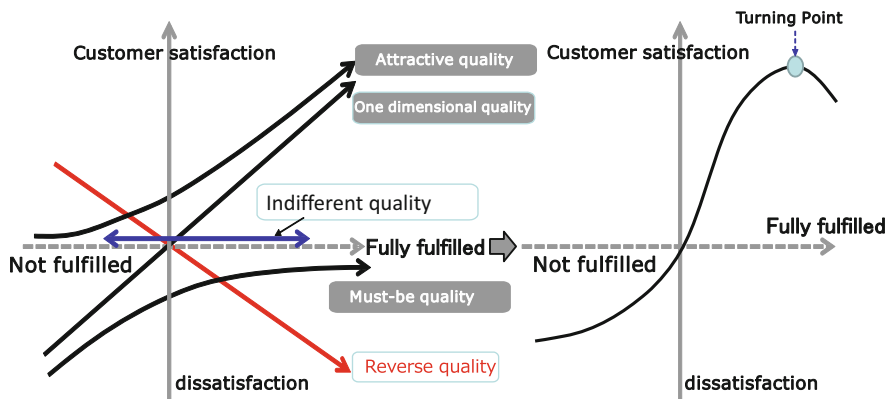 Customer satisfaction
Attractive quality
One dimensional quality
Indifferent quality
Fully fulfilled
Not fulfilled
Must-be quality
Reverse quality
dissatisfaction
Turning Point
Customer satisfaction
Fully fulfilled
Not fulfilled
dissatisfaction